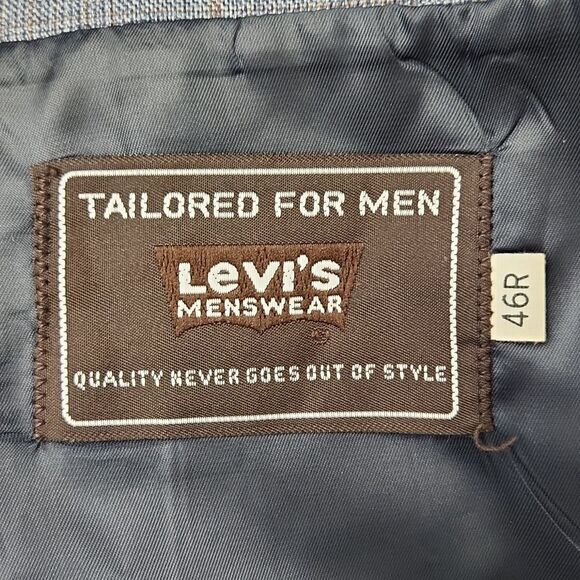 TAILORED FOR MEN
LeVI'S
MENSWEAR
®
QUALITY NEVER GOES OUT OF STYLE
46R